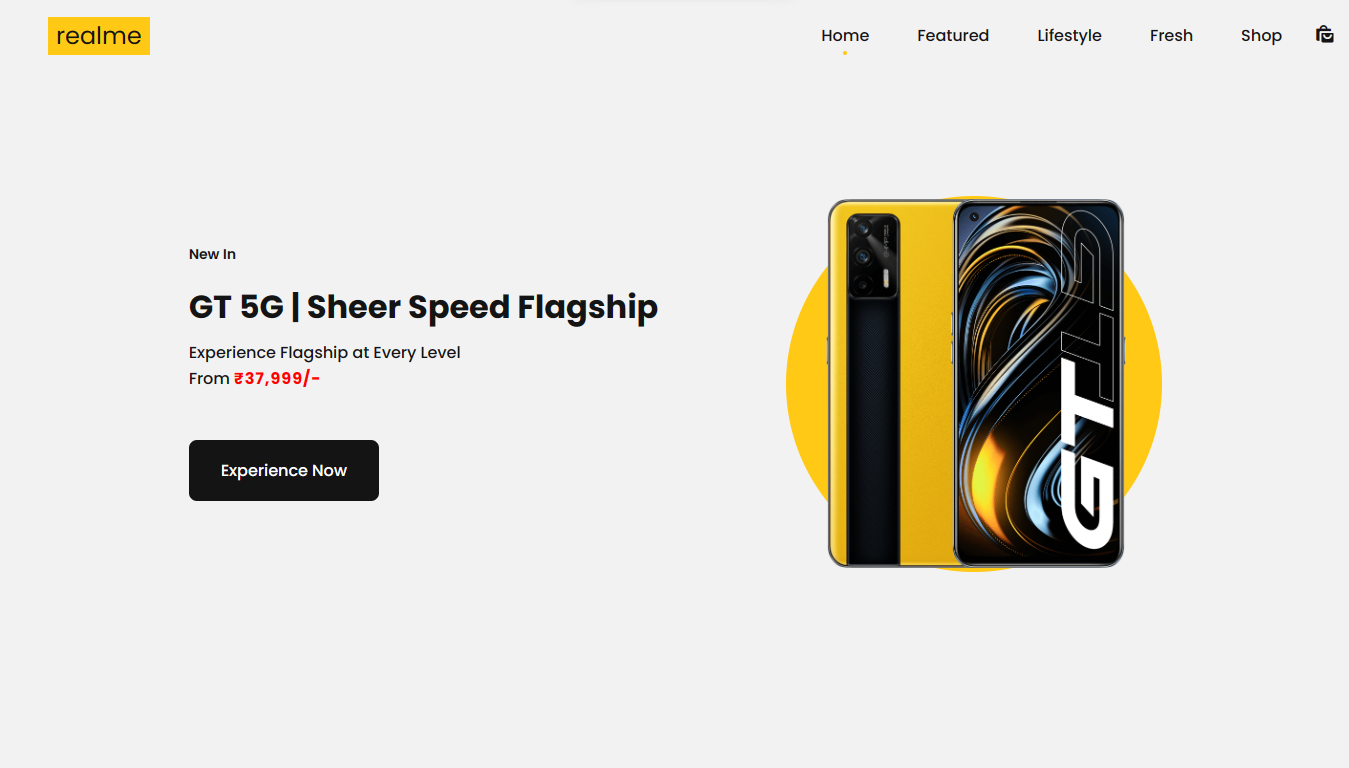 realme
Home Featured Lifestyle Fresh Shop
New In
GT 5G | Sheer Speed Flagship
Experience Flagship at Every Level
From ₹37,999/-
Experience Now
GT
GT